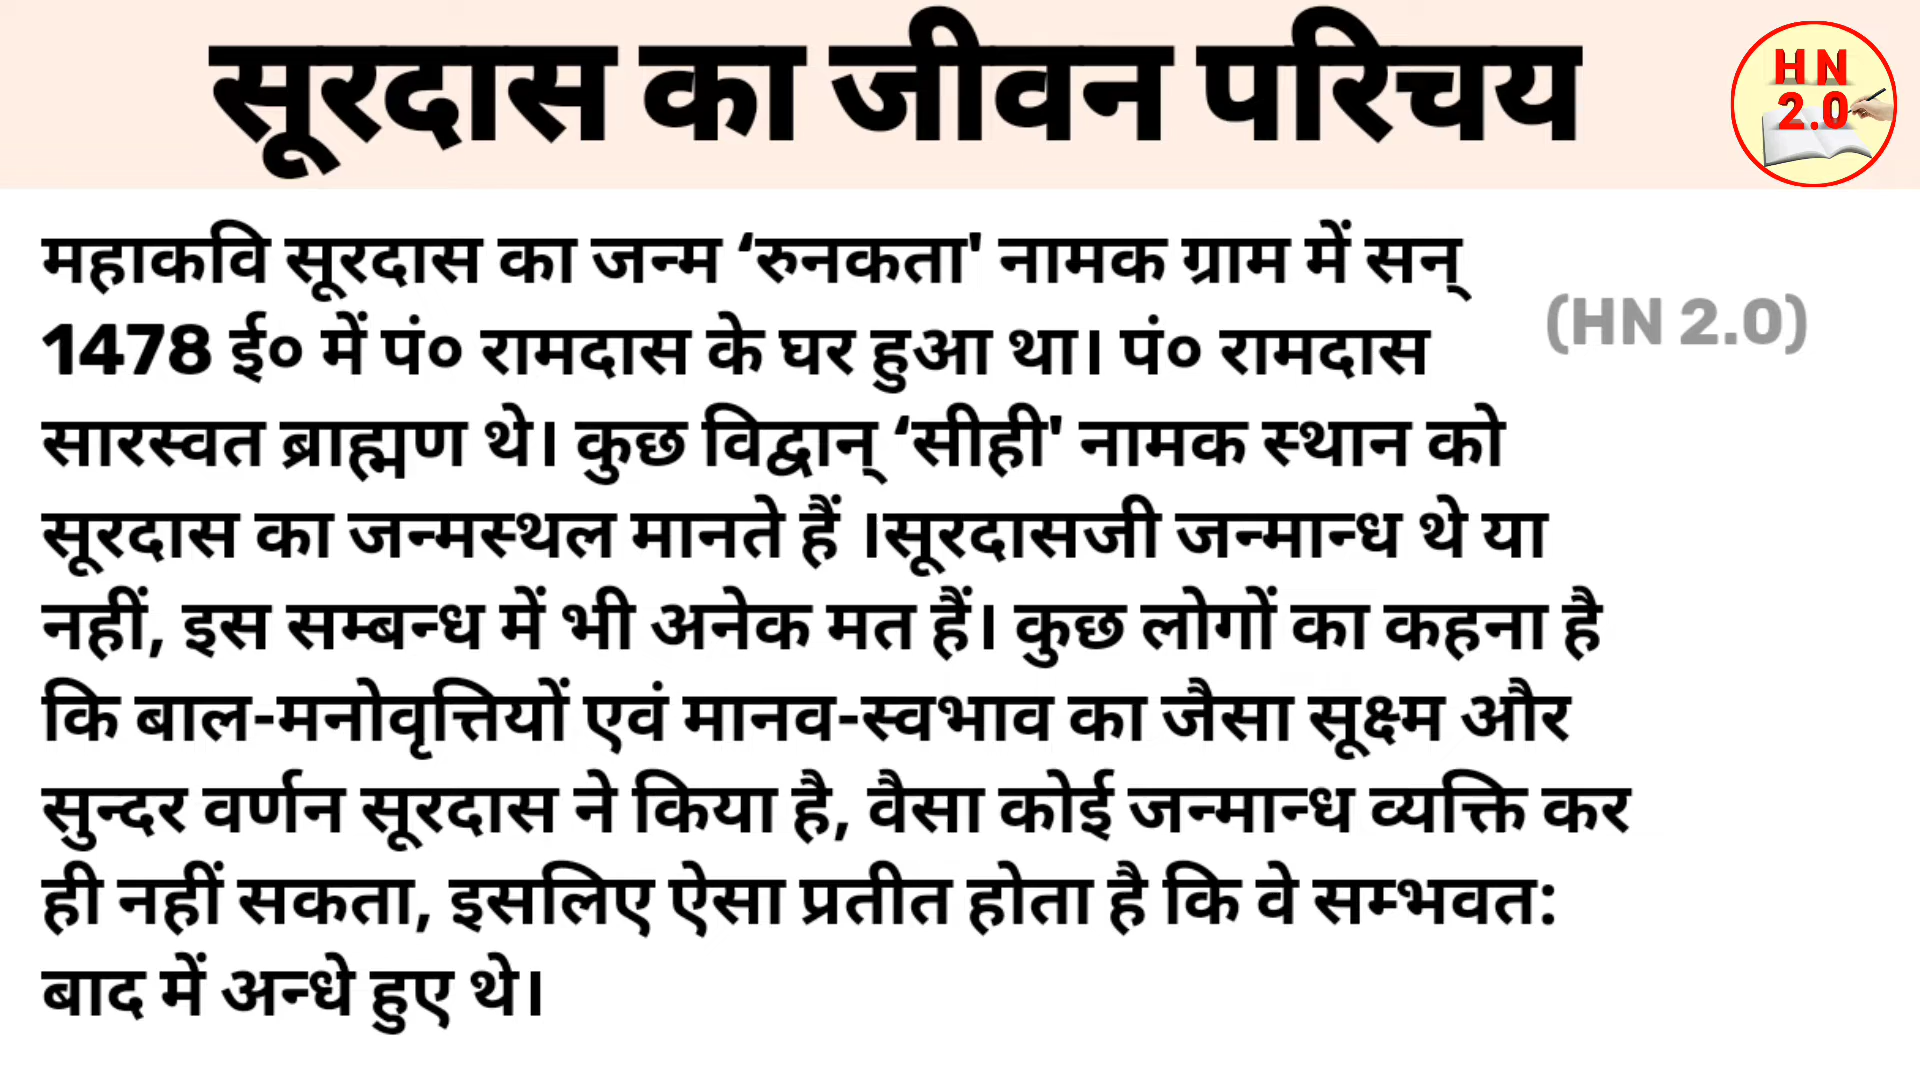 सूरदास का जीवन परिचय
HN
2.0
महाकवि सूरदास का जन्म ‘रुनकता' नामक ग्राम में सन्
(HN 2.0)
1478 ई० में पं० रामदास के घर हुआ था। पं० रामदास
सारस्वत ब्राह्मण थे। कुछ विद्वान् ‘सीही' नामक स्थान को
सूरदास का जन्मस्थल मानते हैं ।सूरदासजी जन्मान्ध थे या
नहीं, इस सम्बन्ध में भी अनेक मत हैं। कुछ लोगों का कहना है
कि बाल-मनोवृत्तियों एवं मानव-स्वभाव का जैसा सूक्ष्म और
सुन्दर वर्णन सूरदास ने किया है, वैसा कोई जन्मान्ध व्यक्ति कर
ही नहीं सकता, इसलिए ऐसा प्रतीत होता है कि वे सम्भवत:
बाद में अन्धे हुए थे।